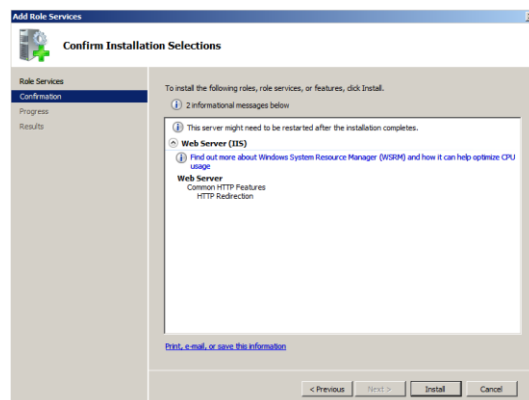 Add Role Services
Confirm Installation Selections
Role Services
Confirmation
Progress
Results
To install the following roles, role services, or features, click Install.
2 informational messages below
This server might need to be restarted after the installation completes.
Web Server (IIS)
Find out more about Windows System Resource Manager (WSRM) and how it can help optimize CPU
usage
Web Server
Common HTTP Features
HTTP Redirection
Print, e-mail, or save this information
< Previous
Next >
Install
Cancel